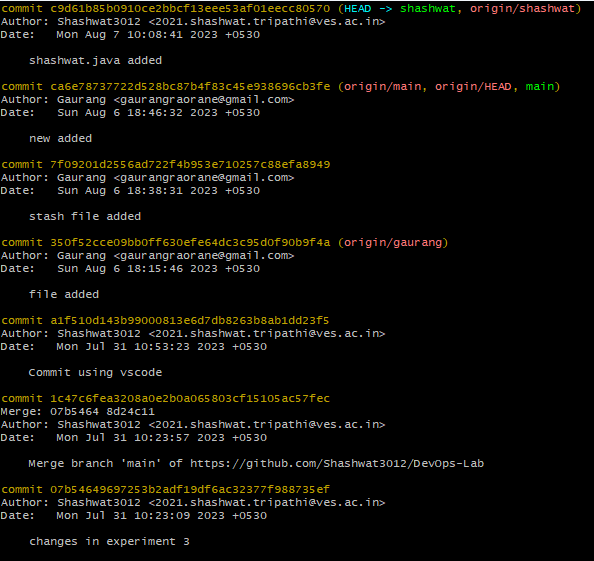 commit c9d61b85b0910ce2bbcf13eee53af01eecc80570 (HEAD -> shashwat, origin/shashwat)
Author: Shashwat3012 <2021.shashwat.tripathi@ves.ac.in>
Date:   Mon Aug 7 10:08:41 2023 +0530

    shashwat.java added

commit ca6e78737722d528bc87b4f83c45e938696cb3fe (origin/main, origin/HEAD, main)
Author: Gaurang <gaurangraorane@gmail.com>
Date:   Sun Aug 6 18:46:32 2023 +0530

    new added

commit 7f09201d2556ad722f4b953e710257c88efa8949
Author: Gaurang <gaurangraorane@gmail.com>
Date:   Sun Aug 6 18:38:31 2023 +0530

    stash file added

commit 350f52cce09bb0ff630efe64dc3c95d0f90b9f4a (origin/gaurang)
Author: Gaurang <gaurangraorane@gmail.com>
Date:   Sun Aug 6 18:15:46 2023 +0530

    file added

commit a1f510d143b99000813e6d7db8263b8ab1dd23f5
Author: Shashwat3012 <2021.shashwat.tripathi@ves.ac.in>
Date:   Mon Jul 31 10:53:23 2023 +0530

    Commit using vscode

commit 1c47c6fea3208a0e2b0a065803cf15105ac57fec
Merge: 07b5464 8d24c11
Author: Shashwat3012 <2021.shashwat.tripathi@ves.ac.in>
Date:   Mon Jul 31 10:23:57 2023 +0530

    Merge branch 'main' of https://github.com/Shashwat3012/DevOps-Lab

commit 07b54649697253b2adf19df6ac32377f988735ef
Author: Shashwat3012 <2021.shashwat.tripathi@ves.ac.in>
Date:   Mon Jul 31 10:23:09 2023 +0530

    changes in experiment 3